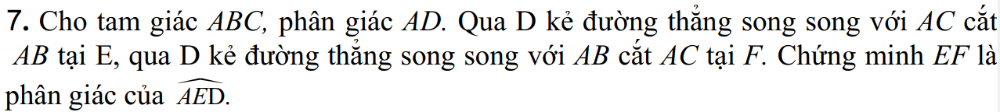 7. Cho tam giác ABC, phân giác AD. Qua D kẻ đường thẳng song song với AC cắt
AB tại E, qua D kẻ đường thẳng song song với AB cắt AC tại F. Chứng minh EF là
phân giác của \widehat{AED}.